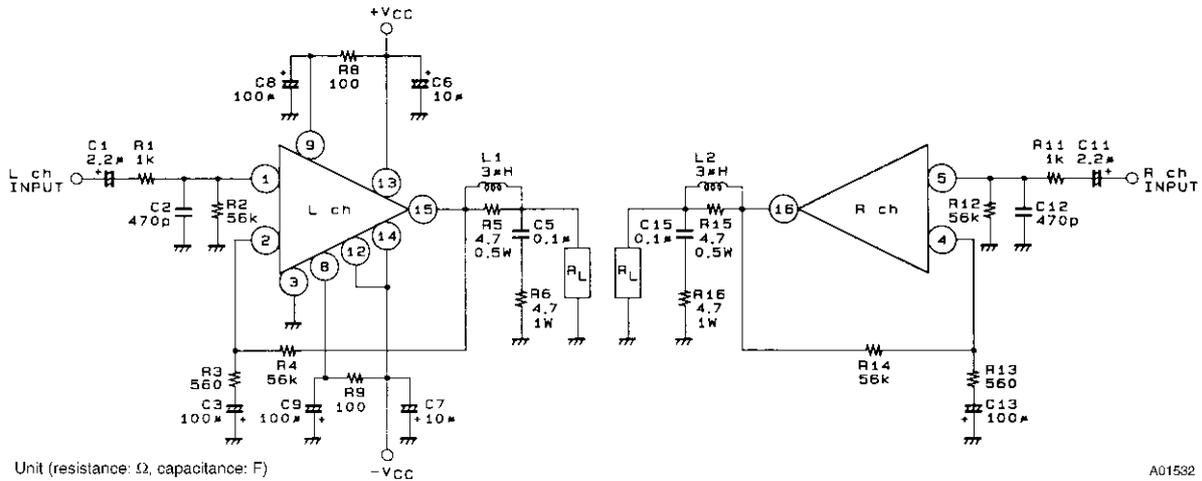 +VCC
R8
100
C8
100µ
C6
10µ
L ch
INPUT
C1
2.2µ
R1
1k
C2
470p
R2
56k
9
1
2
3
8
12
13
14
15
L ch
L1
3µH
R5
4.7
0.5W
C5
0.1µ
R6
4.7
1W
RL
R3
560
R4
56k
C3
100µ
C9
100µ
R9
100
C7
10µ
-VCC
RL
L2
3µH
C15
0.1µ
R15
4.7
0.5W
R16
4.7
1W
16
R ch
5
4
R11
1k
C11
2.2µ
R ch
INPUT
R12
56k
C12
470p
R14
56k
R13
560
C13
100µ
Unit (resistance: Ω, capacitance: F)
A01532